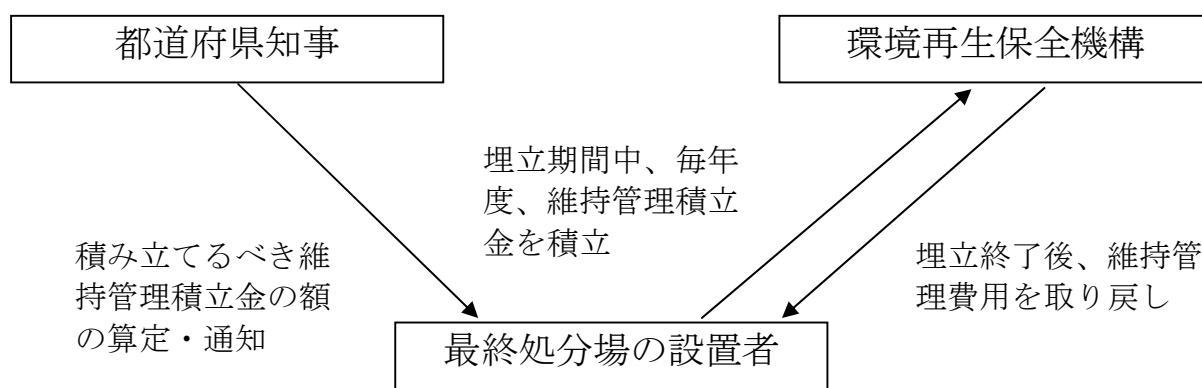 都道府県知事
環境再生保全機構
埋立期間中、毎年
度、維持管理積立
金を積立
積み立てるべき維
持管理積立金の額
の算定・通知
埋立終了後、維持管
理費用を取り戻し
最終処分場の設置者